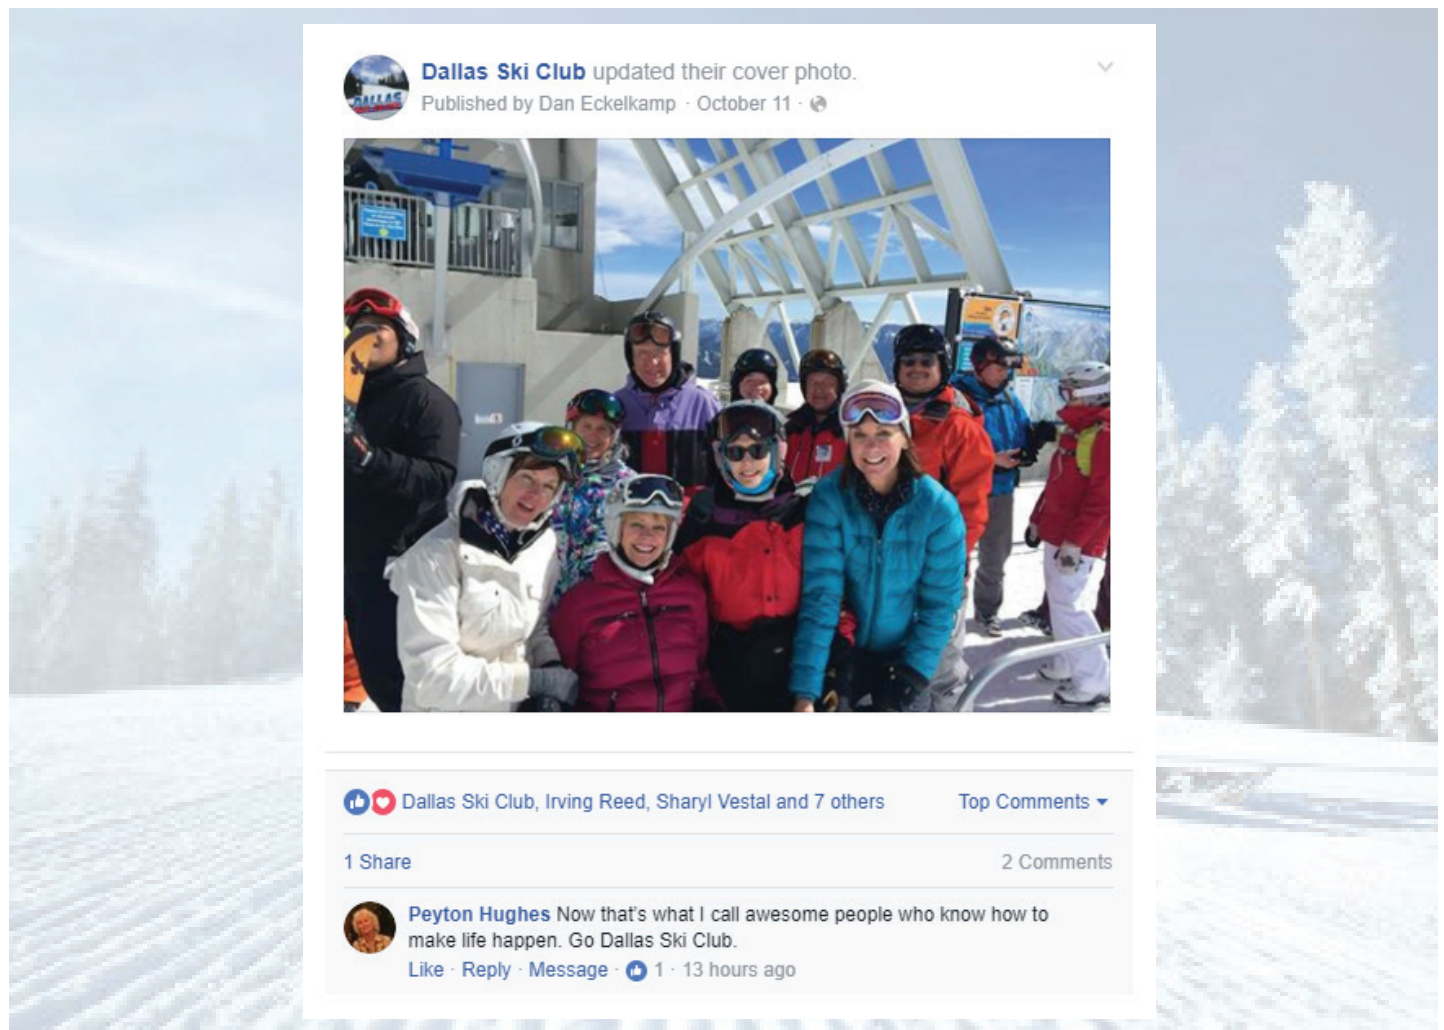 Dallas Ski Club updated their cover photo.
Published by Dan Eckelkamp · October 11 ·
DALLAS
Dallas Ski Club, Irving Reed, Sharyl Vestal and 7 others
Top Comments
1 Share
2 Comments
Peyton Hughes Now that's what I call awesome people who know how to
make life happen. Go Dallas Ski Club.
Like · Reply · Message · 1 · 13 hours ago